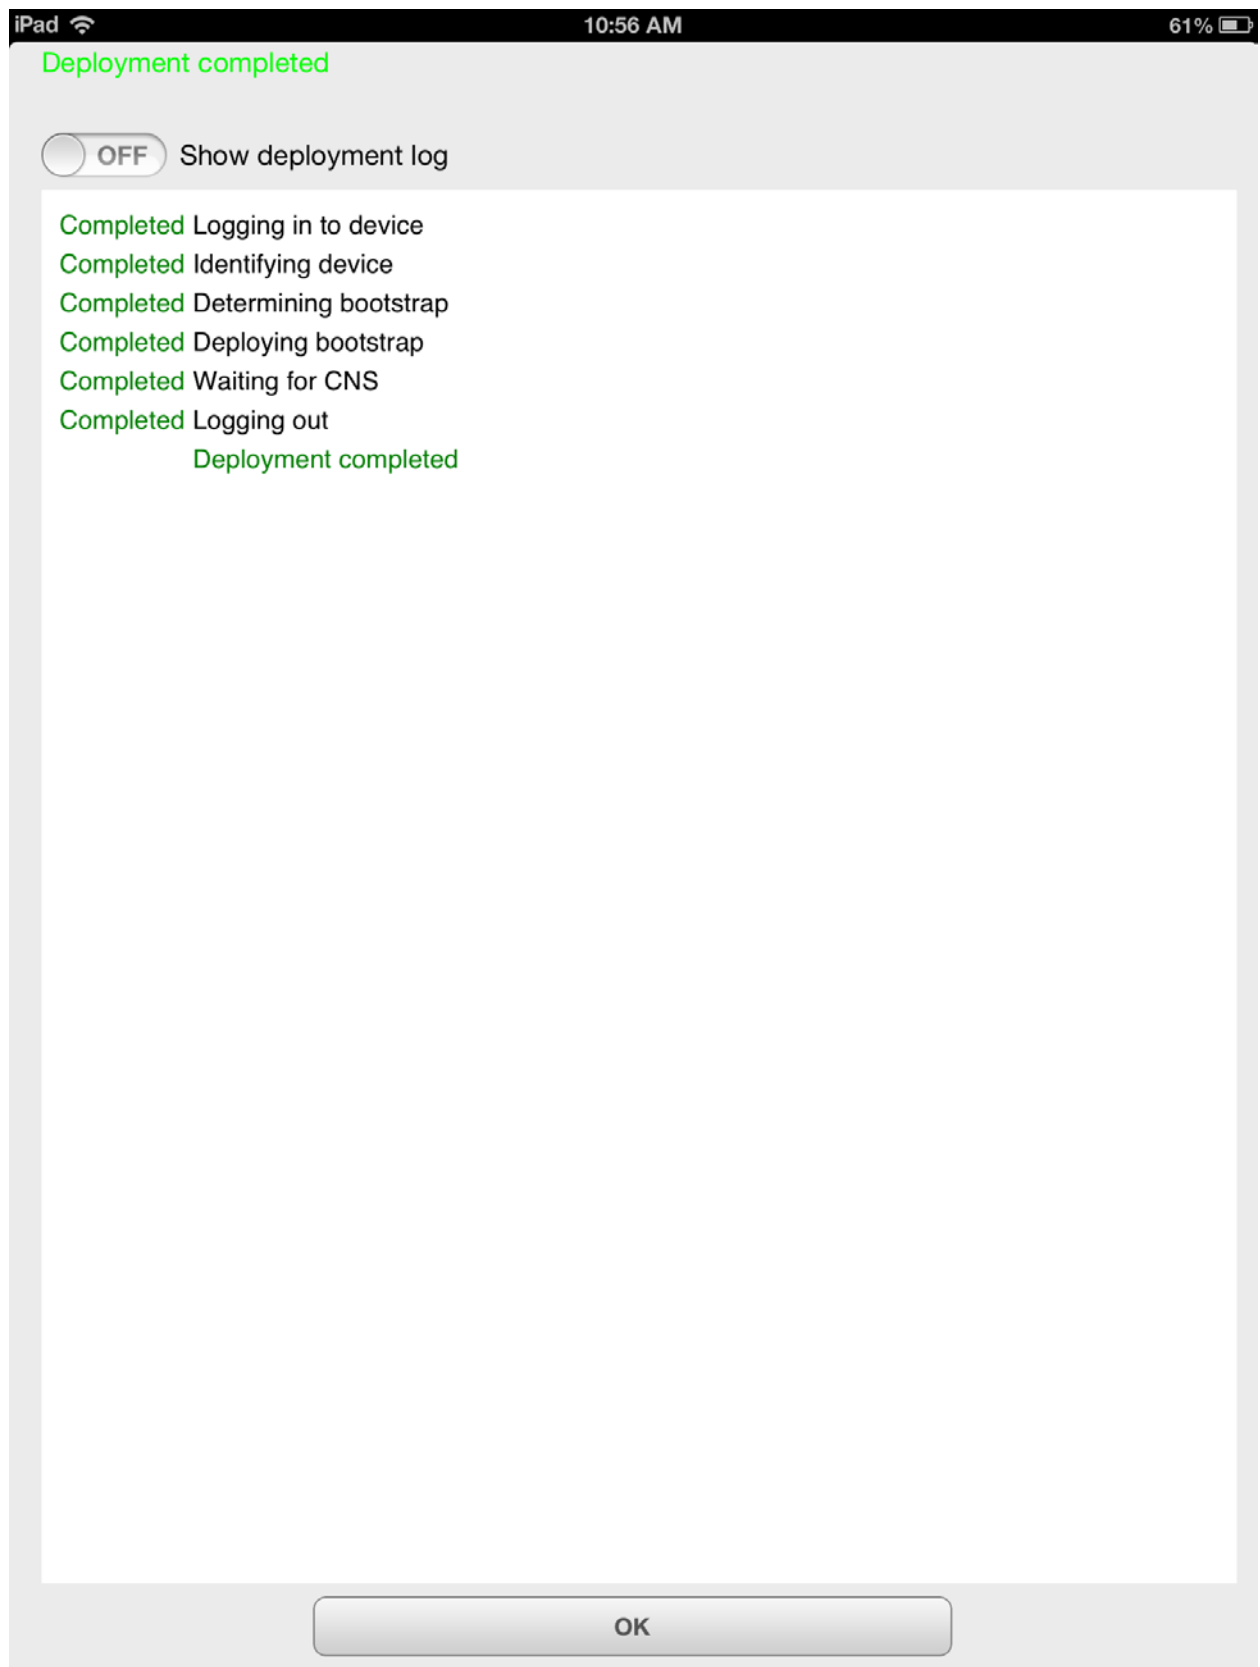 iPad 10:56 AM 61%
Deployment completed
OFF Show deployment log
Completed Logging in to device
Completed Identifying device
Completed Determining bootstrap
Completed Deploying bootstrap
Completed Waiting for CNS
Completed Logging out
Deployment completed
OK